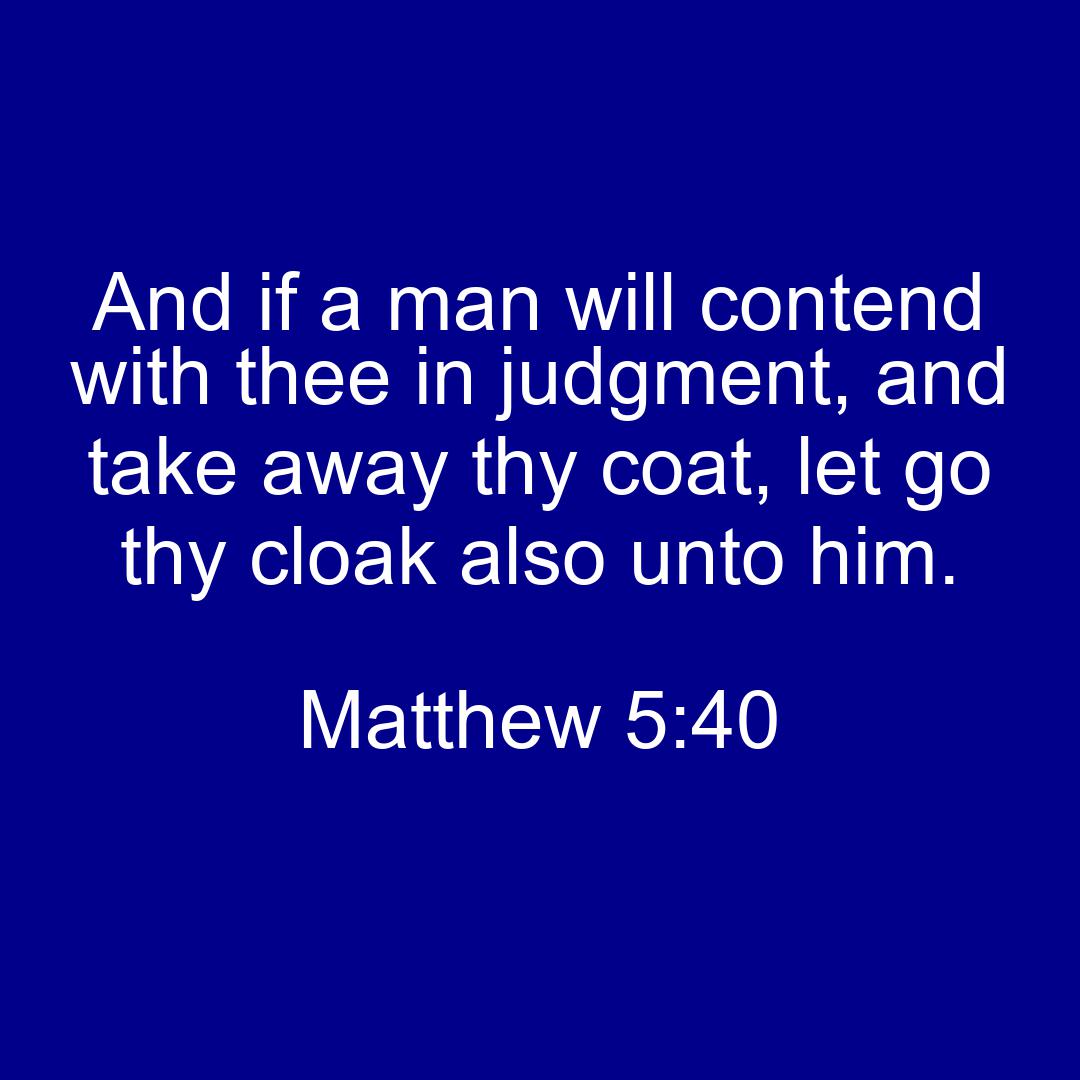 And if a man will contend
with thee in judgment, and
take away thy coat, let go
thy cloak also unto him.
Matthew 5:40